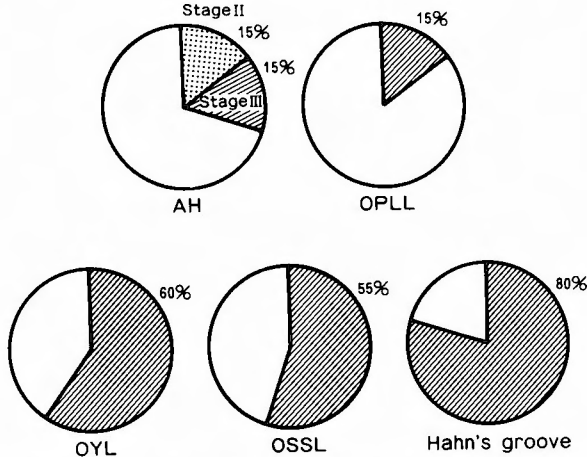 Stage II
15%
15%
Stage III
AH
15%
OPLL
60%
OYL
55%
OSSL
80%
Hahn's groove